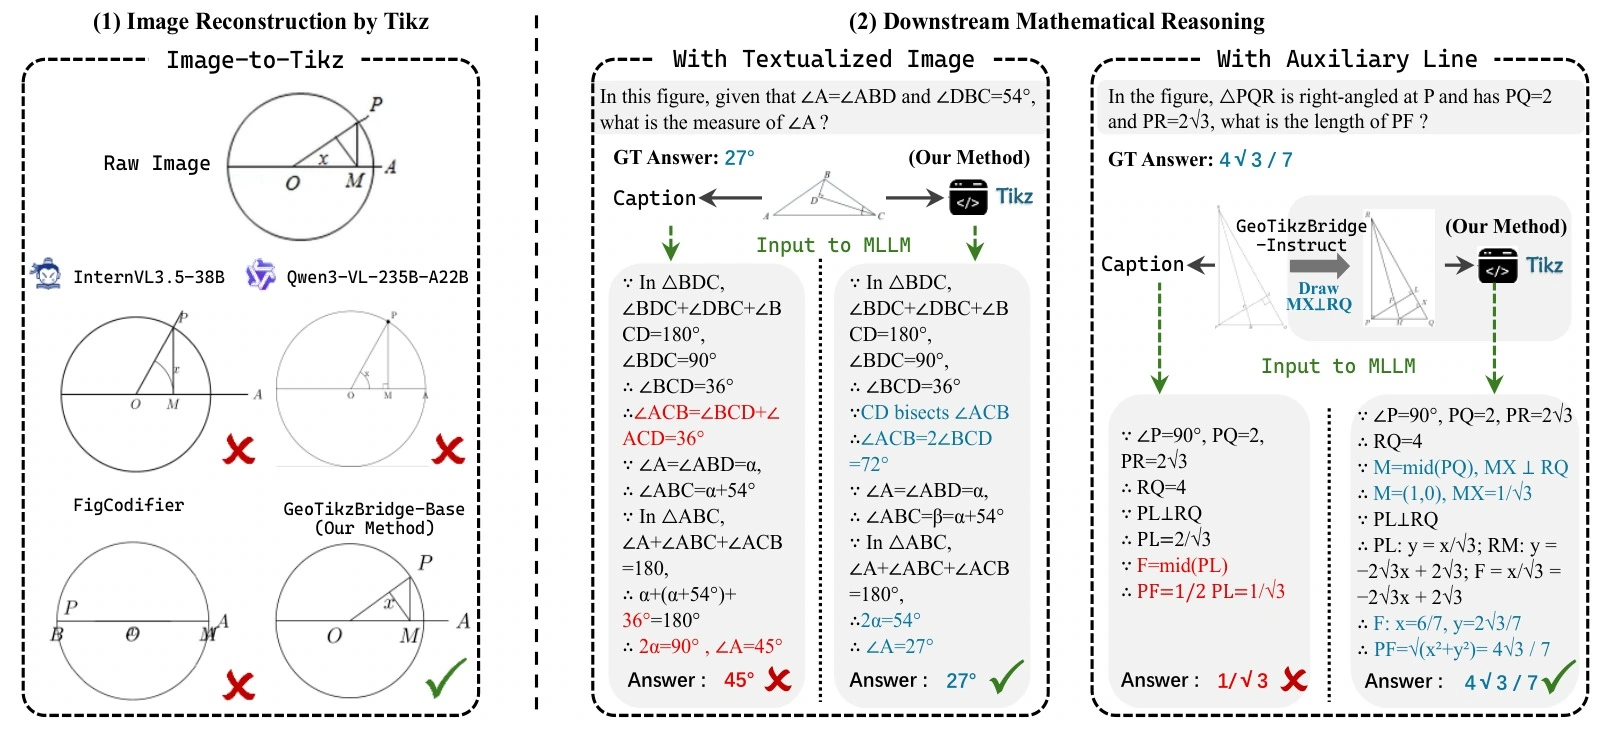 (1) Image Reconstruction by Tikz
Image-to-Tikz
Raw Image
P
x
A
O
M
InternVL3.5-38B
Qwen3-VL-235B-A22B
P
x
O
M
A
P
x
O
M
A
FigCodifier
GeoTikzBridge-Base
(Our Method)
P
B
O
M
A
P
x
O
M
A
(2) Downstream Mathematical Reasoning
With Textualized Image
In this figure, given that ∠A=∠ABD and ∠DBC=54°,
what is the measure of ∠A ?
GT Answer: 27°
(Our Method)
Caption
B
D
A
C
</>
Tikz
Input to MLLM
∵ In △BDC,
∠BDC+∠DBC+∠B
CD=180°,
∠BDC=90°
∴ ∠BCD=36°
∴∠ACB=∠BCD+∠
ACD=36°
∵ ∠A=∠ABD=α,
∴ ∠ABC=α+54°
∵ In △ABC,
∠A+∠ABC+∠ACB
=180,
∴ α+(α+54°)+
36°=180°
∴ 2α=90° , ∠A=45°
Answer : 45°
∵ In △BDC,
∠BDC+∠DBC+∠B
CD=180°,
∠BDC=90°,
∴ ∠BCD=36°
∵CD bisects ∠ACB
∴∠ACB=2∠BCD
=72°
∵ ∠A=∠ABD=α,
∴ ∠ABC=β=α+54°
∵ In △ABC,
∠A+∠ABC+∠ACB
=180°,
∴2α=54°
∴ ∠A=27°
Answer : 27°
With Auxiliary Line
In the figure, △PQR is right-angled at P and has PQ=2
and PR=2√3, what is the length of PF ?
GT Answer: 4√3 / 7
Caption
GeoTikzBridge
-Instruct
Draw
MX⊥RQ
R
L
F
X
P
M
Q
(Our Method)
</>
Tikz
Input to MLLM
∵ ∠P=90°, PQ=2,
PR=2√3
∴ RQ=4
∵ PL⊥RQ
∴ PL=2/√3
∵ F=mid(PL)
∴ PF=1/2 PL=1/√3
Answer : 1/√3
∵ ∠P=90°, PQ=2, PR=2√3
∴ RQ=4
∵ M=mid(PQ), MX ⊥ RQ
∴ M=(1,0), MX=1/√3
∵ PL⊥RQ
∴ PL: y = x/√3; RM: y =
−2√3x + 2√3; F = x/√3 =
−2√3x + 2√3
∴ F: x=6/7, y=2√3/7
∴ PF=√(x²+y²)= 4√3 / 7
Answer : 4√3 / 7